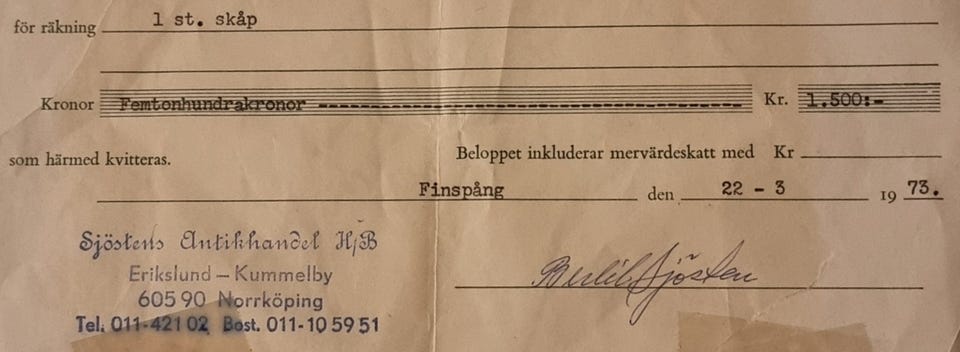 för räkning 1 st. skåp
Kronor Femtonhundrakronor -------------------------------------- Kr. 1.500:-
som härmed kvitteras. Beloppet inkluderar mervärdeskatt med Kr
Finspång den 22 - 3 19 73.
Sjöstens Antikhandel H/B
Erikslund – Kummelby
605 90 Norrköping
Tel. 011-421 02 Bost. 011-10 59 51
Bertil Sjösten